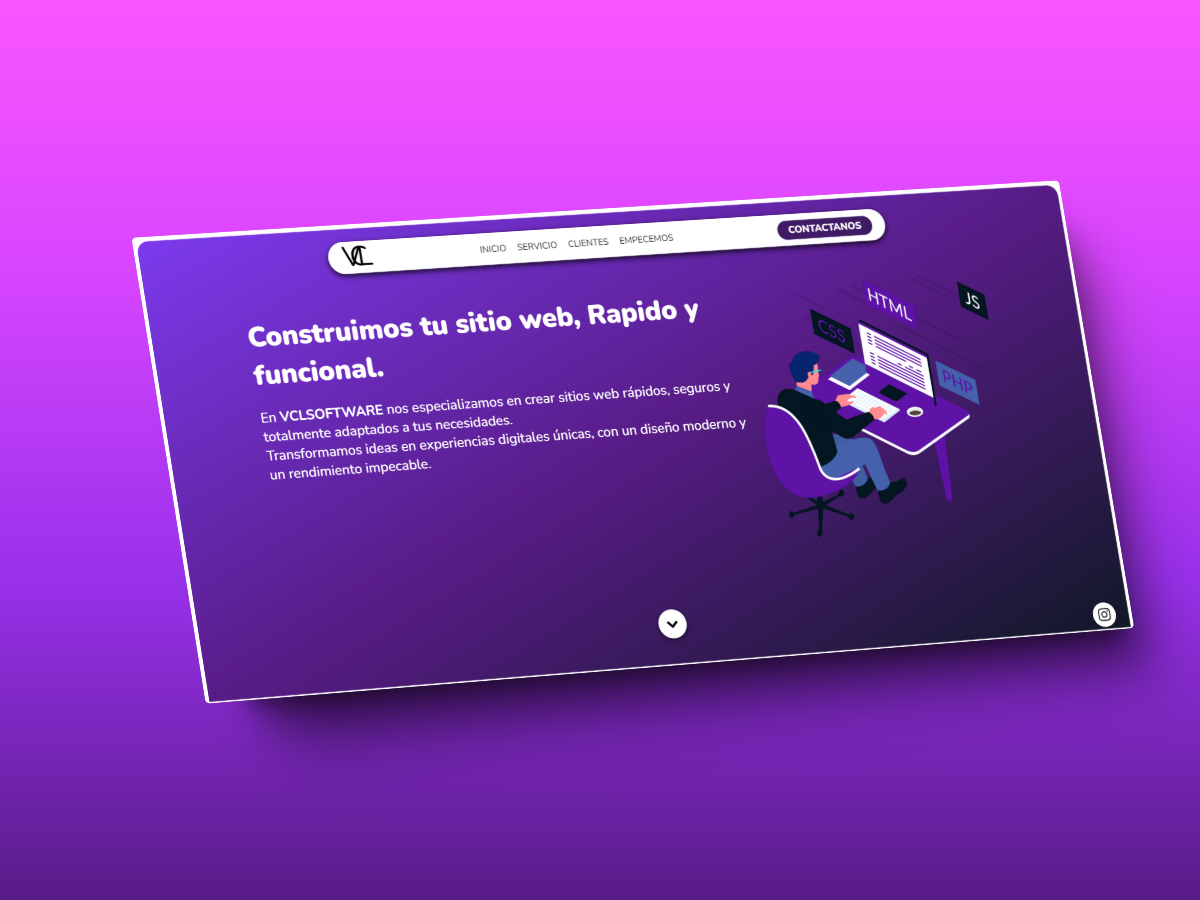 VCL
INICIO SERVICIO CLIENTES EMPECEMOS
CONTACTANOS
Construimos tu sitio web, Rapido y
funcional.
En VCLSOFTWARE nos especializamos en crear sitios web rápidos, seguros y
totalmente adaptados a tus necesidades.
Transformamos ideas en experiencias digitales únicas, con un diseño moderno y
un rendimiento impecable.
HTML
JS
CSS
PHP